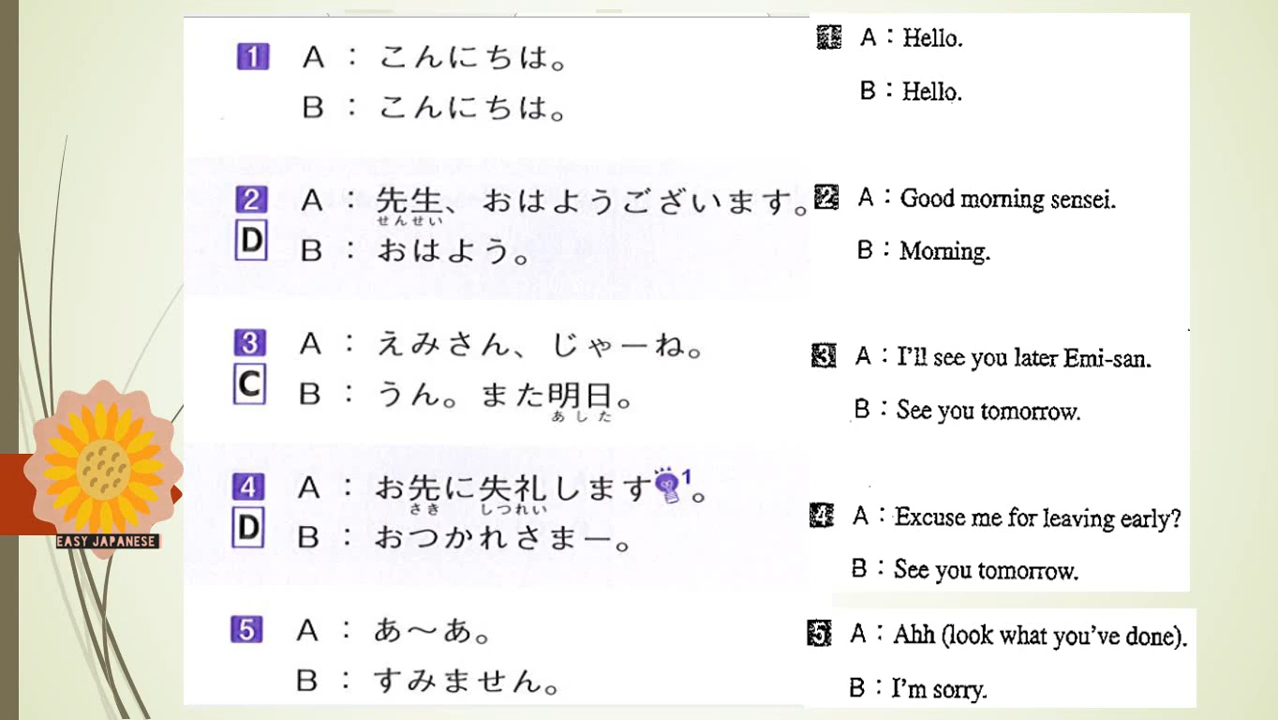 1 A : こんにちは。
B : こんにちは。
2 A : 先生、おはようございます。
せんせい
D B : おはよう。
3 A : えみさん、じゃーね。
C B : うん。また明日。
あした
4 A : お先に失礼します1。
さき しつれい
D B : おつかれさまー。
5 A : あ〜あ。
B : すみません。
1 A : Hello.
B : Hello.
2 A : Good morning sensei.
B : Morning.
3 A : I'll see you later Emi-san.
B : See you tomorrow.
4 A : Excuse me for leaving early?
B : See you tomorrow.
5 A : Ahh (look what you've done).
B : I'm sorry.
EASY JAPANESE